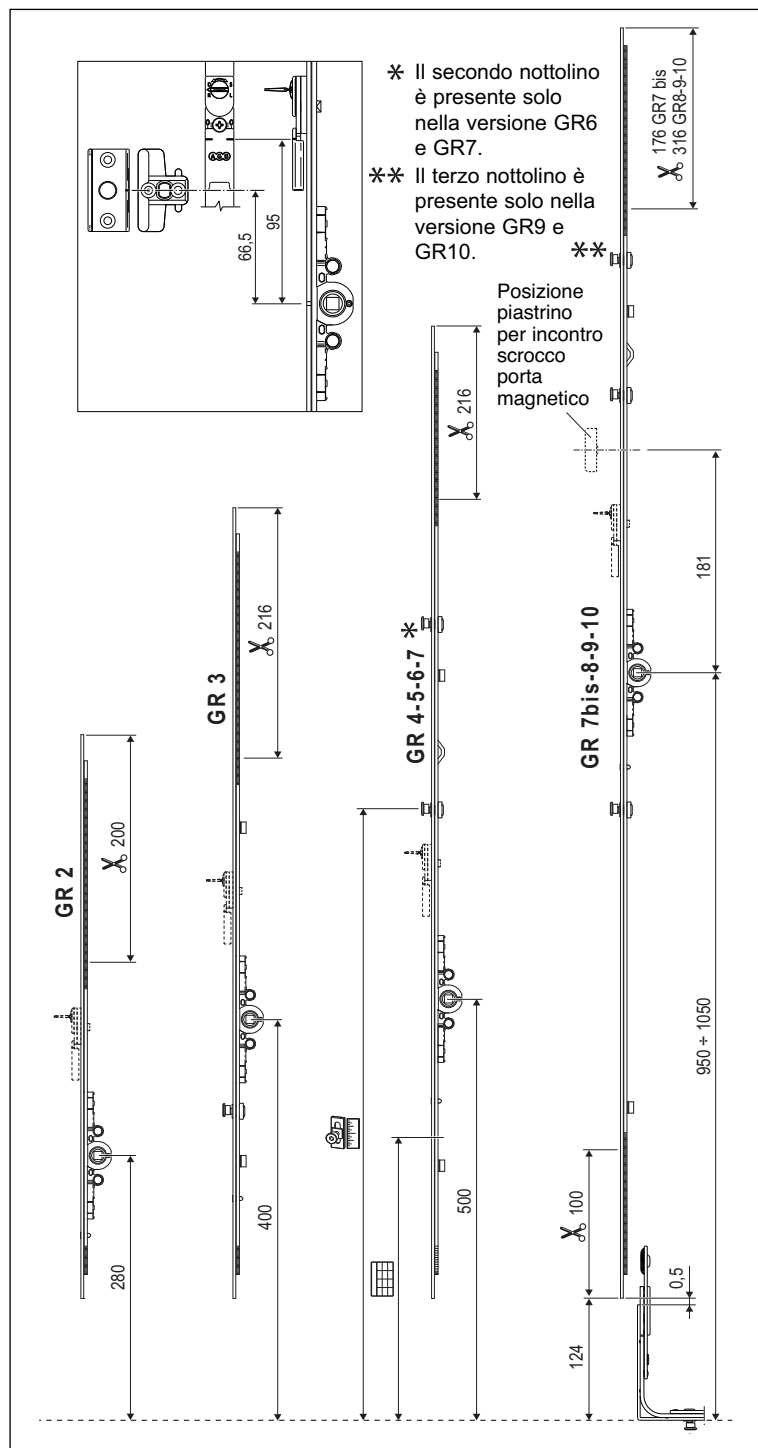 * Il secondo nottolino
è presente solo
nella versione GR6
e GR7.
** Il terzo nottolino è
presente solo nella
versione GR9 e
GR10.
66,5
95
176 GR7 bis
316 GR8-9-10
**
Posizione
piastrino
per incontro
scrocco
porta
magnetico
216
181
216
*
GR 4-5-6-7
GR 7bis-8-9-10
GR 3
200
GR 2
950 ÷ 1050
280
400
500
100
0,5
124